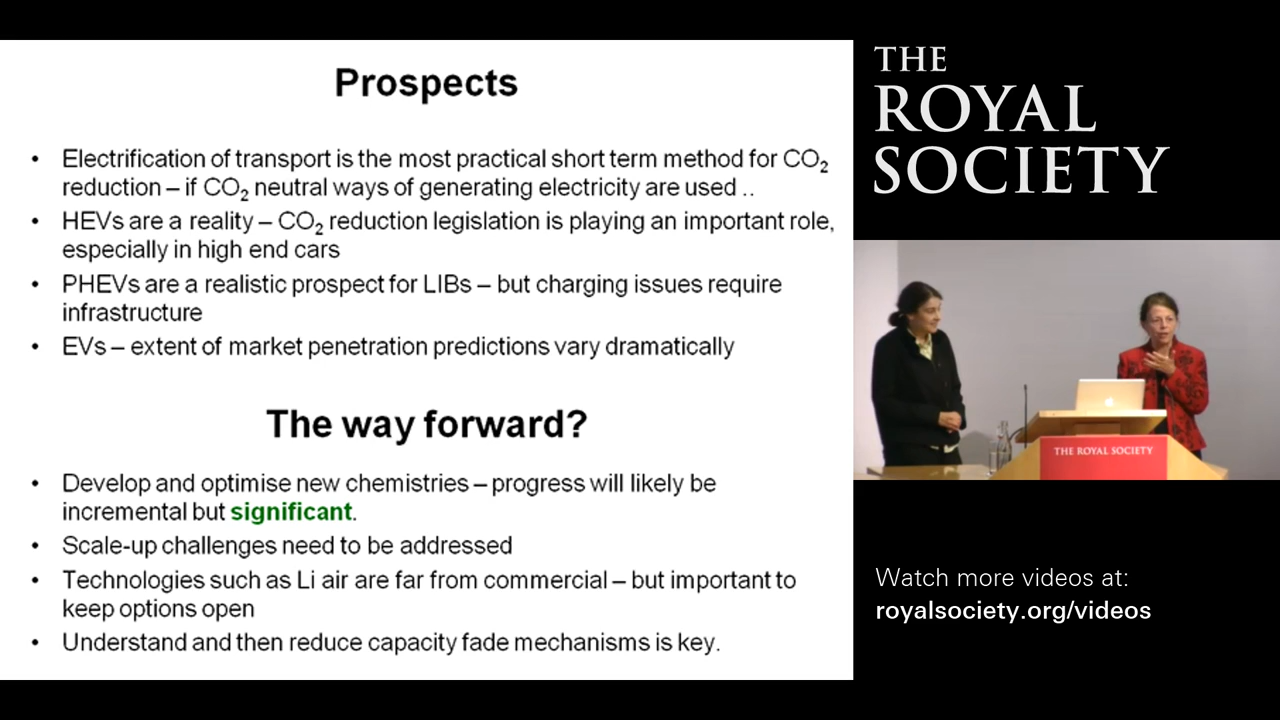 Prospects
• Electrification of transport is the most practical short term method for CO₂
reduction – if CO₂ neutral ways of generating electricity are used ..
• HEVs are a reality – CO₂ reduction legislation is playing an important role,
especially in high end cars
• PHEVs are a realistic prospect for LIBs – but charging issues require
infrastructure
• EVs – extent of market penetration predictions vary dramatically
The way forward?
• Develop and optimise new chemistries – progress will likely be
incremental but significant.
• Scale-up challenges need to be addressed
• Technologies such as Li air are far from commercial – but important to
keep options open
• Understand and then reduce capacity fade mechanisms is key.
THE
ROYAL
SOCIETY
THE ROYAL SOCIETY
Watch more videos at:
royalsociety.org/videos